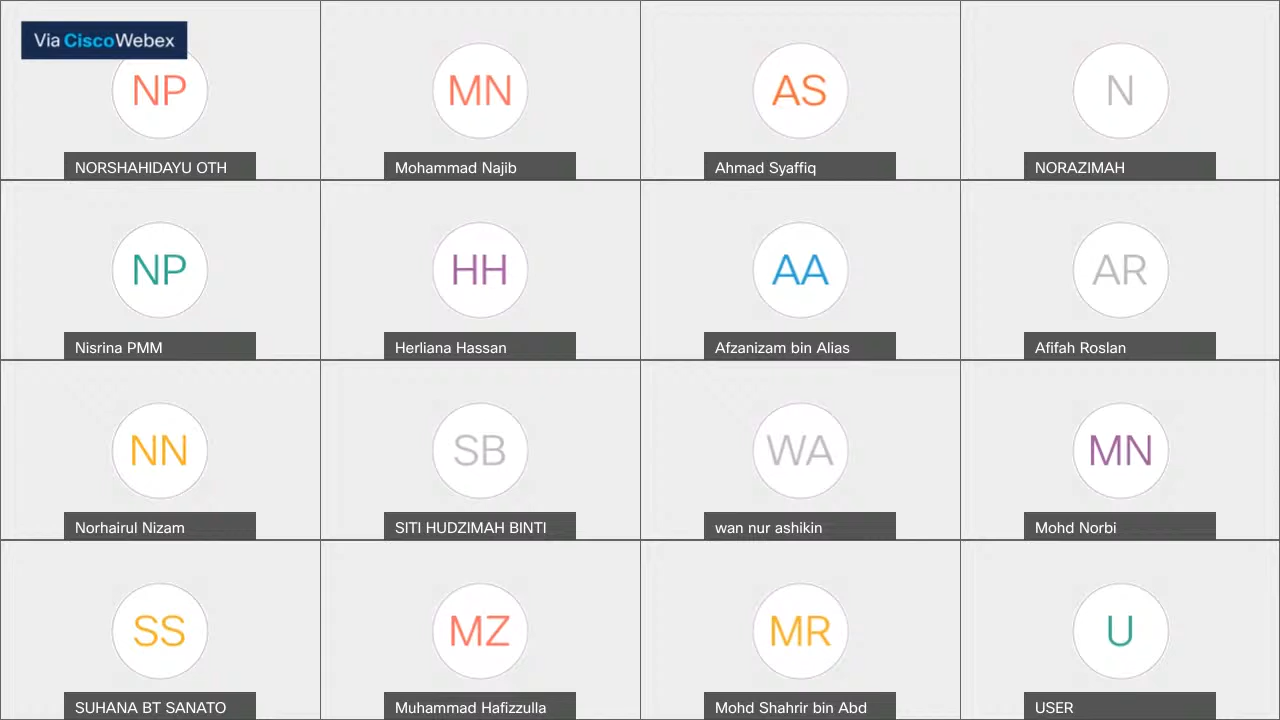 Via CiscoWebex
NP
MN
AS
N
NORSHAHIDAYU OTH
Mohammad Najib
Ahmad Syaffiq
NORAZIMAH
NP
HH
AA
AR
Nisrina PMM
Herliana Hassan
Afzanizam bin Alias
Afifah Roslan
NN
SB
WA
MN
Norhairul Nizam
SITI HUDZIMAH BINTI
wan nur ashikin
Mohd Norbi
SS
MZ
MR
U
SUHANA BT SANATO
Muhammad Hafizzulla
Mohd Shahrir bin Abd
USER